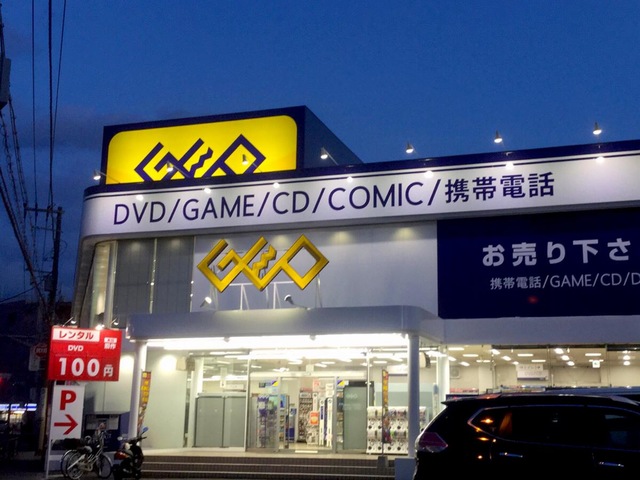 GEO
DVD/GAME/CD/COMIC/携帯電話
GEO
お売り下さ
携帯電話/GAME/CD/D
レンタル
DVD
100円
P
→